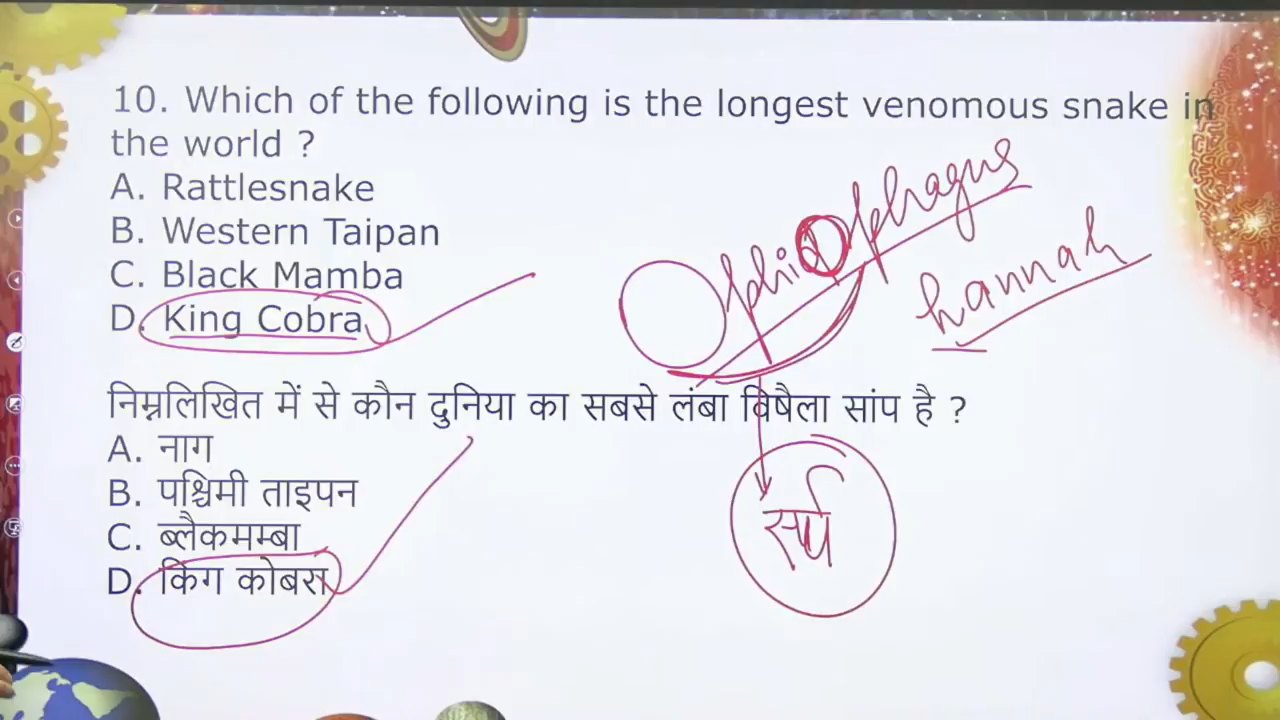 10. Which of the following is the longest venomous snake in
the world ?
A. Rattlesnake
B. Western Taipan
C. Black Mamba
D. King Cobra
Ophiophagus
hannah
निम्नलिखित में से कौन दुनिया का सबसे लंबा विषैला सांप है ?
A. नाग
B. पश्चिमी ताइपन
C. ब्लैकमम्बा
D. किंग कोबरा
सर्प